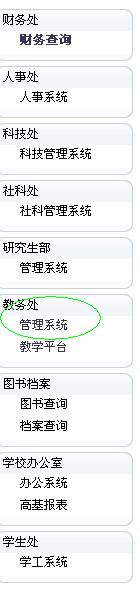 财务处
财务查询
人事处
人事系统
科技处
科技管理系统
社科处
社科管理系统
研究生部
管理系统
教务处
管理系统
教学平台
图书档案
图书查询
档案查询
学校办公室
办公系统
高基报表
学生处
学工系统